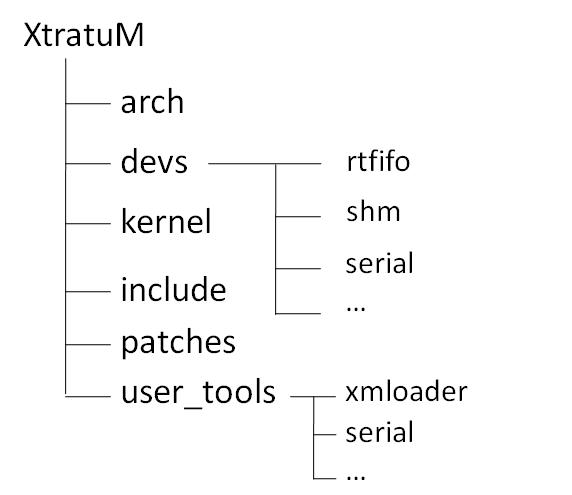 XtratuM
arch
devs
rtfifo
shm
serial
...
kernel
include
patches
user_tools
xmloader
serial
...